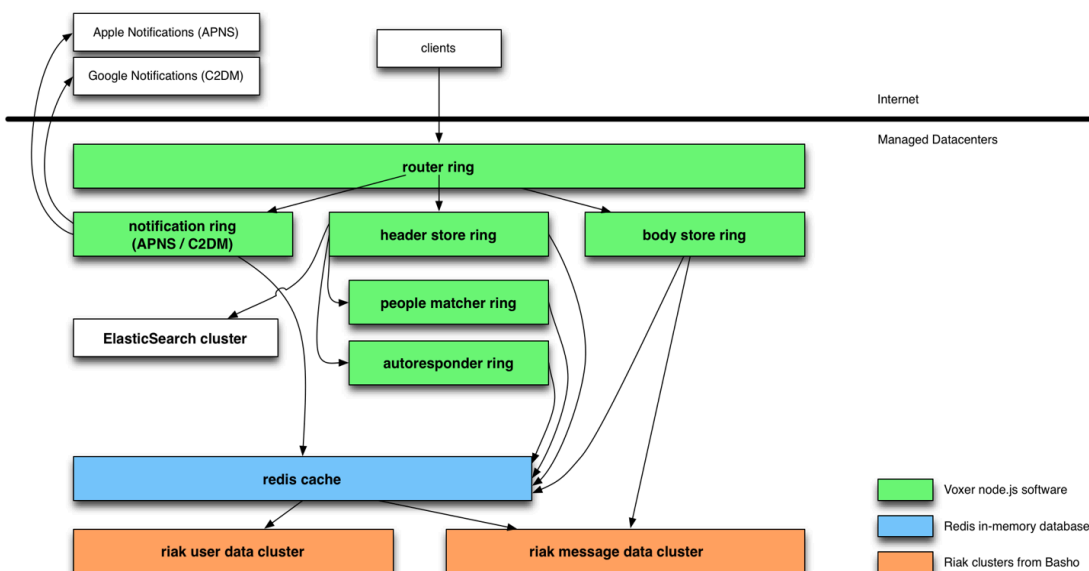 Apple Notifications (APNS)
Google Notifications (C2DM)
clients
Internet
Managed Datacenters
router ring
notification ring
(APNS / C2DM)
header store ring
body store ring
people matcher ring
ElasticSearch cluster
autoresponder ring
redis cache
riak user data cluster
riak message data cluster
Voxer node.js software
Redis in-memory database
Riak clusters from Basho